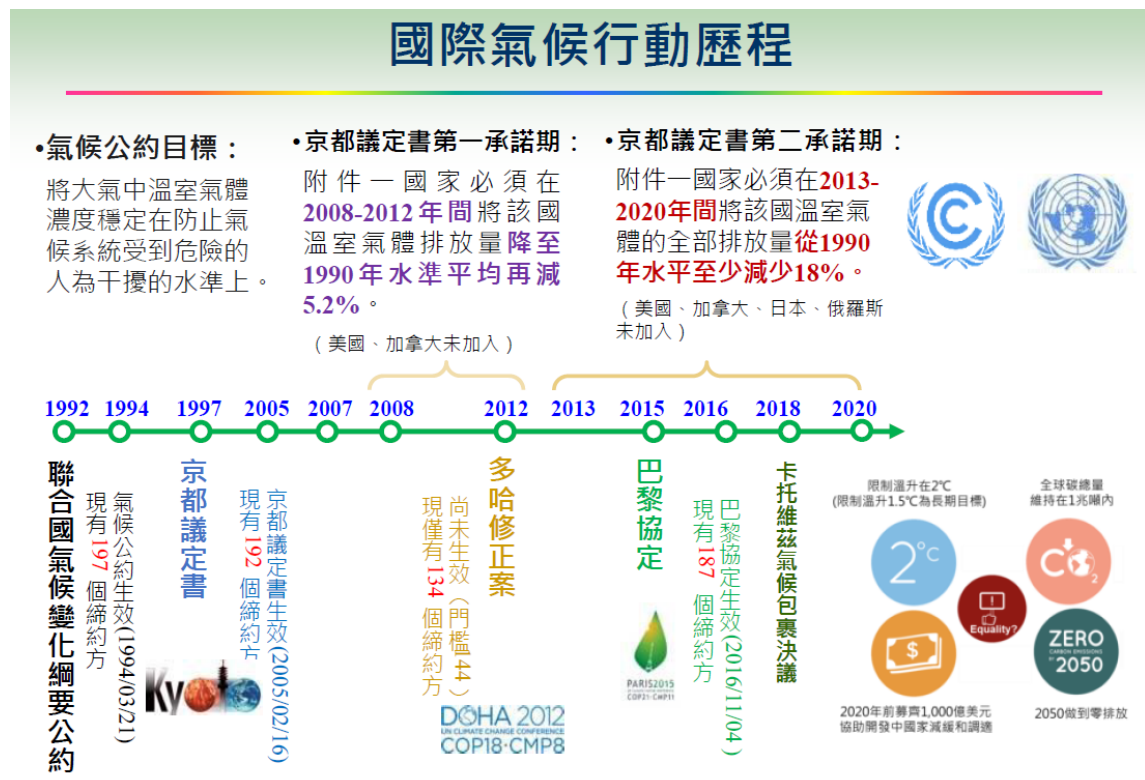 國際氣候行動歷程
•氣候公約目標：
將大氣中溫室氣體
濃度穩定在防止氣
候系統受到危險的
人為干擾的水準上。
•京都議定書第一承諾期：
附件一國家必須在
2008-2012年間將該國
溫室氣體排放量降至
1990年水準平均再減
5.2%。
（美國、加拿大未加入）
•京都議定書第二承諾期：
附件一國家必須在2013-
2020年間將該國溫室氣
體的全部排放量從1990
年水平至少減少18%。
（美國、加拿大、日本、俄羅斯
未加入）
1992 1994 1997 2005 2007 2008 2012 2013 2015 2016 2018 2020
聯合國氣候變化綱要公約
氣候公約生效(1994/03/21)
現有197 個締約方
京都議定書
Kyoto
京都議定書生效(2005/02/16)
現有192 個締約方
多哈修正案
尚未生效（門檻144）
現僅有134 個締約方
DOHA 2012
UN CLIMATE CHANGE CONFERENCE
COP18·CMP8
巴黎協定
PARIS2015
COP21·CMP11
巴黎協定生效(2016/11/04)
現有187 個締約方
卡托維茲氣候包裹決議
限制溫升在2℃
(限制溫升1.5℃為長期目標)
2°C
全球碳總量
維持在1兆噸內
CO2
Equality?
$
2020年前募齊1,000億美元
協助開發中國家減緩和調適
ZERO
CARBON EMISSIONS
BY 2050
2050做到零排放